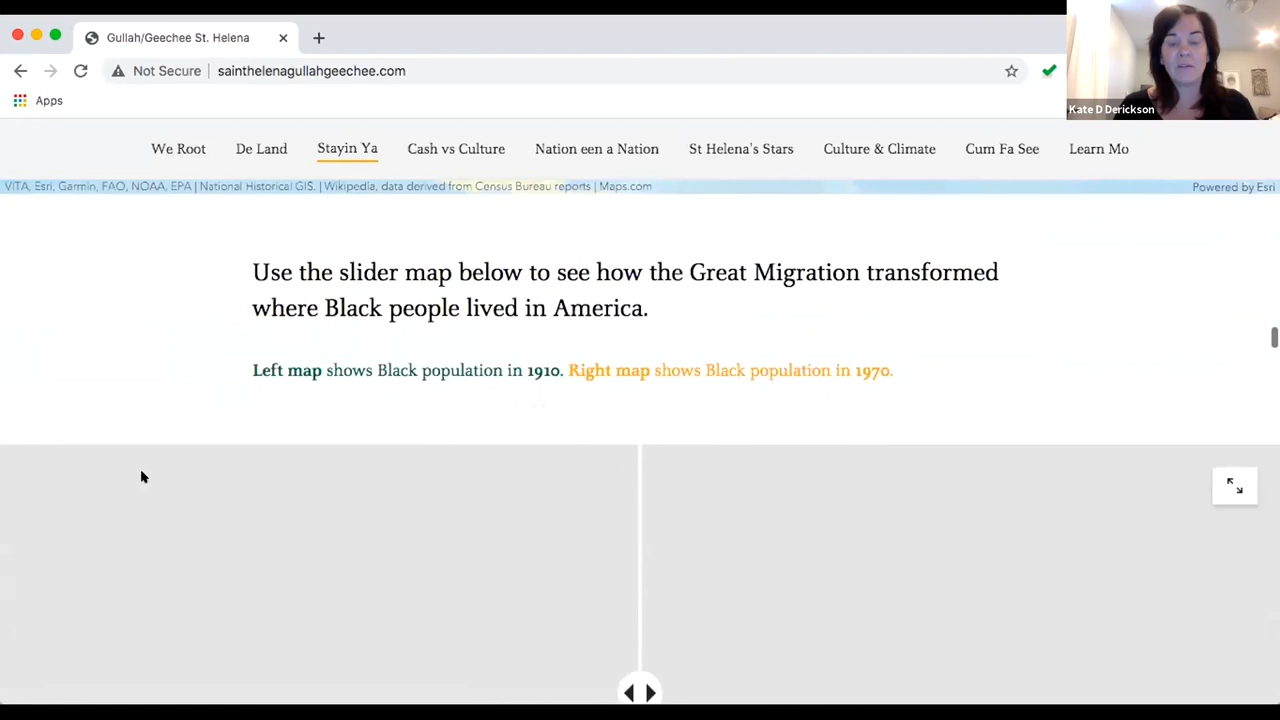 Gullah/Geechee St. Helena
Not Secure sainthelenagullahgeechee.com
Apps
Kate D Derickson
We Root De Land Stayin Ya Cash vs Culture Nation een a Nation St Helena's Stars Culture & Climate Cum Fa See Learn Mo
VITA, Esri, Garmin, FAO, NOAA, EPA | National Historical GIS. | Wikipedia, data derived from Census Bureau reports | Maps.com Powered by Esri
Use the slider map below to see how the Great Migration transformed
where Black people lived in America.
Left map shows Black population in 1910. Right map shows Black population in 1970.